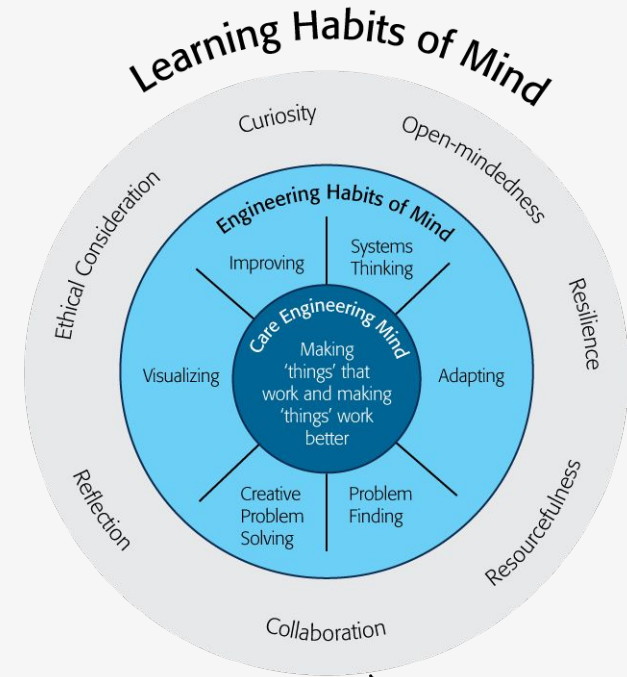 Learning Habits of Mind
Curiosity
Open-mindedness
Resilience
Resourcefulness
Collaboration
Reflection
Ethical Consideration
Engineering Habits of Mind
Improving
Systems
Thinking
Adapting
Problem
Finding
Creative
Problem
Solving
Visualizing
Care Engineering Mind
Making
‘things’ that
work and making
‘things’ work
better